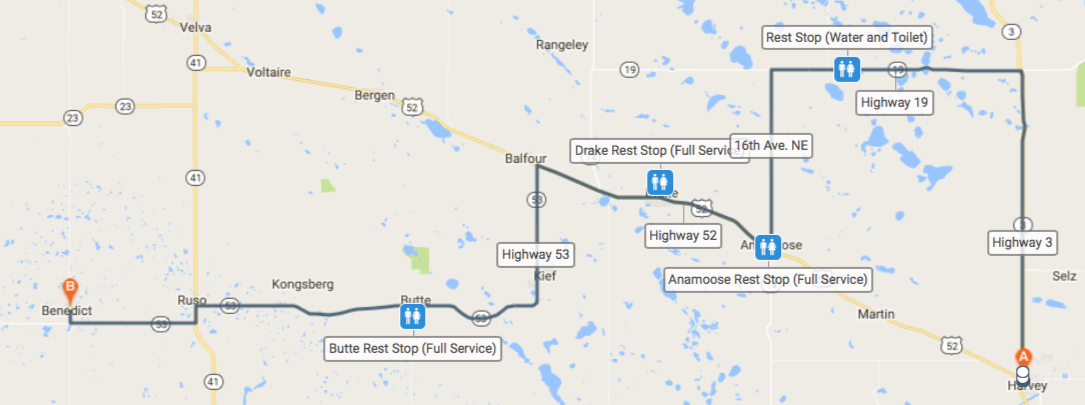 52
3
Velva
Rest Stop (Water and Toilet)
Rangeley
41
19
19
Voltaire
Highway 19
Bergen
52
23
23
Drake Rest Stop (Full Service)
16th Ave. NE
Balfour
41
53
52
3
Highway 52
Highway 53
Highway 3
Kief
Anamoose Rest Stop (Full Service)
Selz
Kongsberg
B
Benedict
Ruso
53
Butte
53
53
Martin
Butte Rest Stop (Full Service)
52
A
41
Harvey